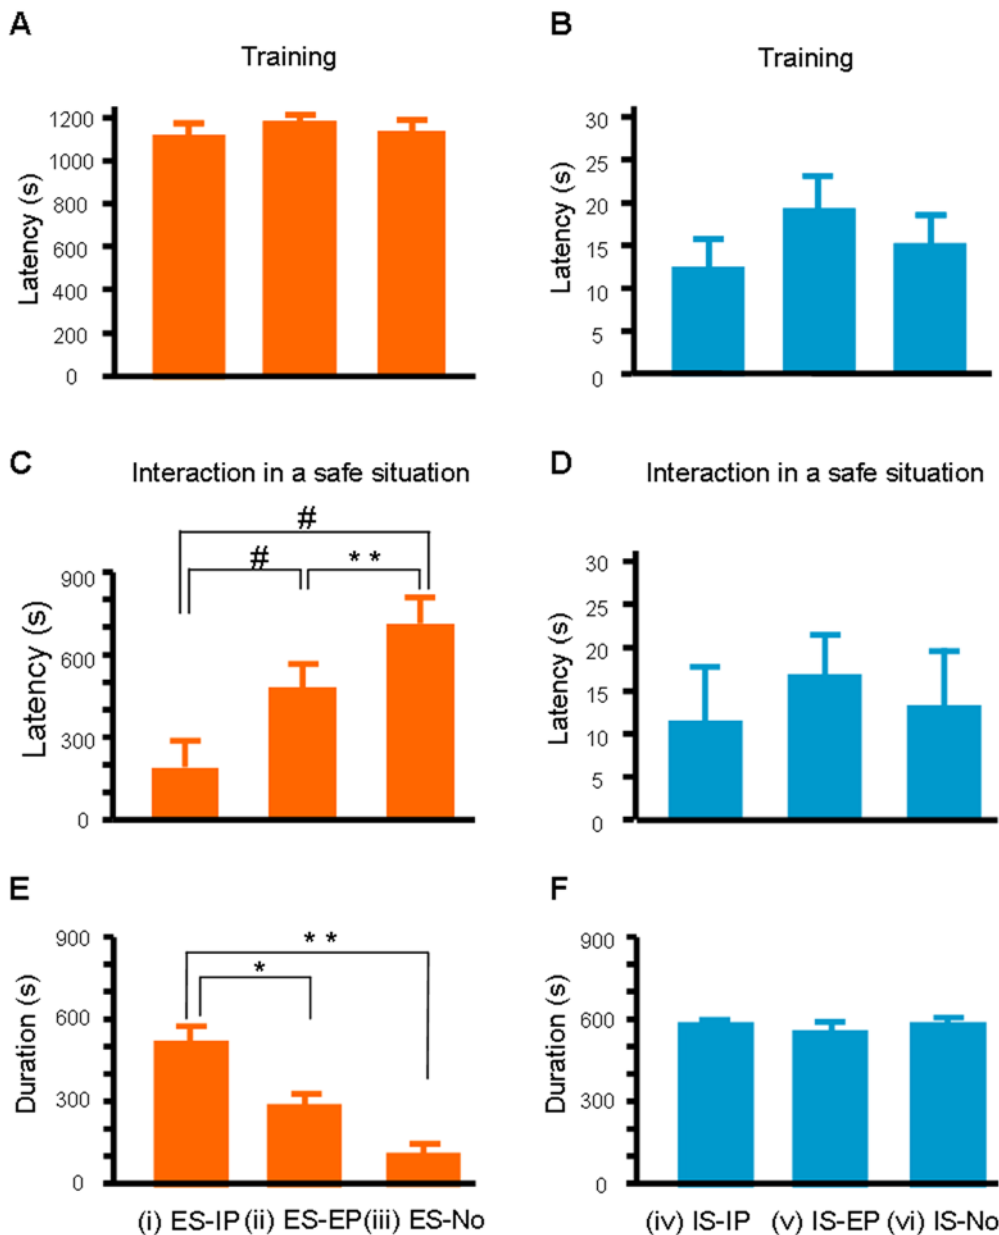 A
Training
Latency (s)
1200
1000
800
600
400
200
0
B
Training
Latency (s)
30
25
20
15
10
5
0
C
Interaction in a safe situation
#
#
* *
Latency (s)
900
600
300
0
D
Interaction in a safe situation
Latency (s)
30
25
20
15
10
5
0
E
* *
*
Duration (s)
900
600
300
0
(i) ES-IP (ii) ES-EP (iii) ES-No
F
Duration (s)
900
600
300
0
(iv) IS-IP (v) IS-EP (vi) IS-No